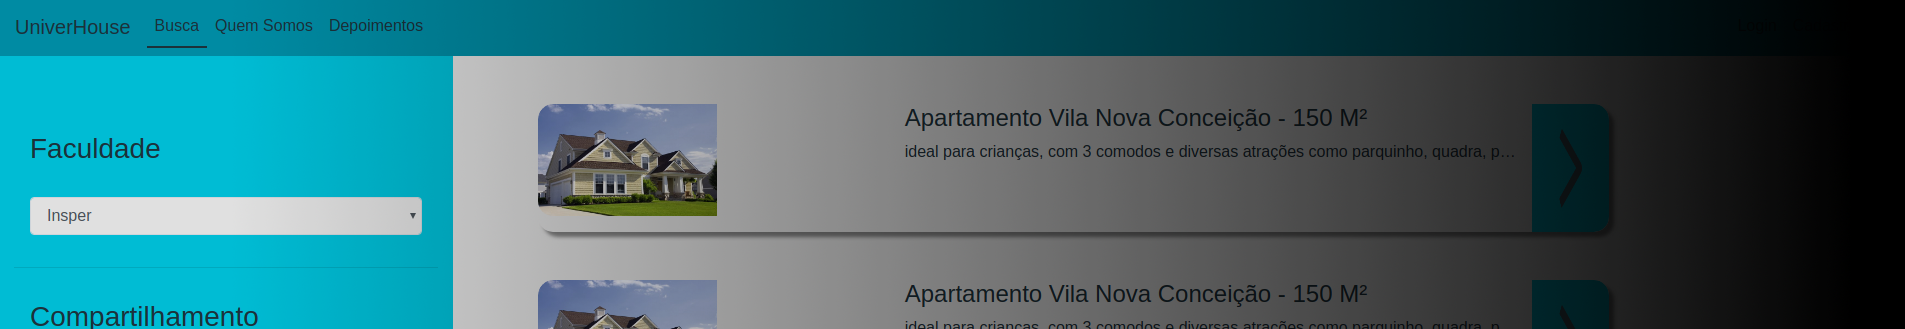 UniverHouse Busca Quem Somos Depoimentos
Faculdade
Insper
Compartilhamento
Apartamento Vila Nova Conceição - 150 M²
ideal para crianças, com 3 comodos e diversas atrações como parquinho, quadra, p...
Apartamento Vila Nova Conceição - 150 M²
ideal para crianças, com 3 comodos e diversas atrações como parquinho, quadra, p...